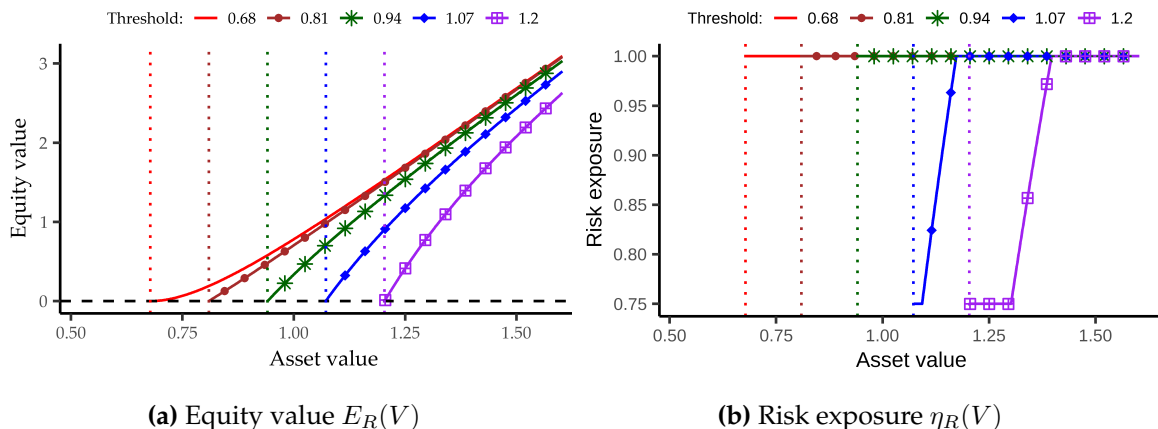 Threshold: 0.68 0.81 0.94 1.07 1.2
3
2
1
0
Equity value
0.50 0.75 1.00 1.25 1.50
Asset value
(a) Equity value E_R(V)
Threshold: 0.68 0.81 0.94 1.07 1.2
1.00
0.95
0.90
0.85
0.80
0.75
Risk exposure
0.50 0.75 1.00 1.25 1.50
Asset value
(b) Risk exposure η_R(V)